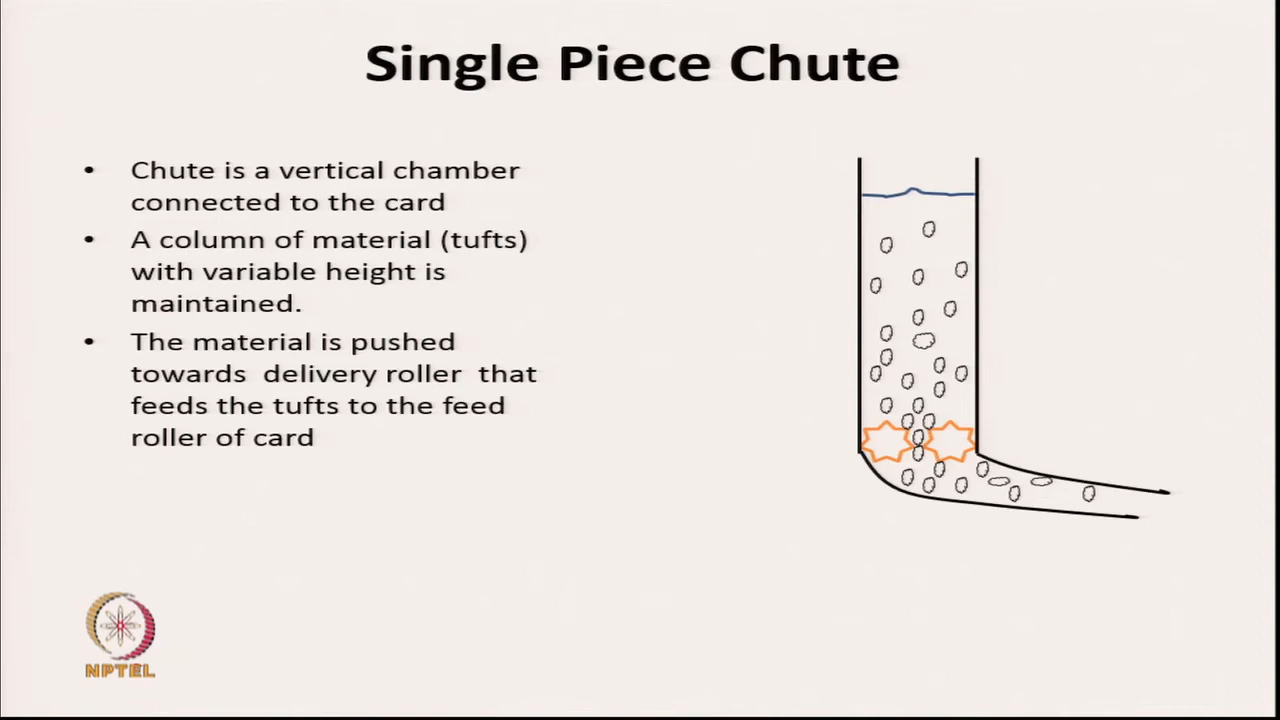 Single Piece Chute
• Chute is a vertical chamber
connected to the card
• A column of material (tufts)
with variable height is
maintained.
• The material is pushed
towards delivery roller that
feeds the tufts to the feed
roller of card
NPTEL